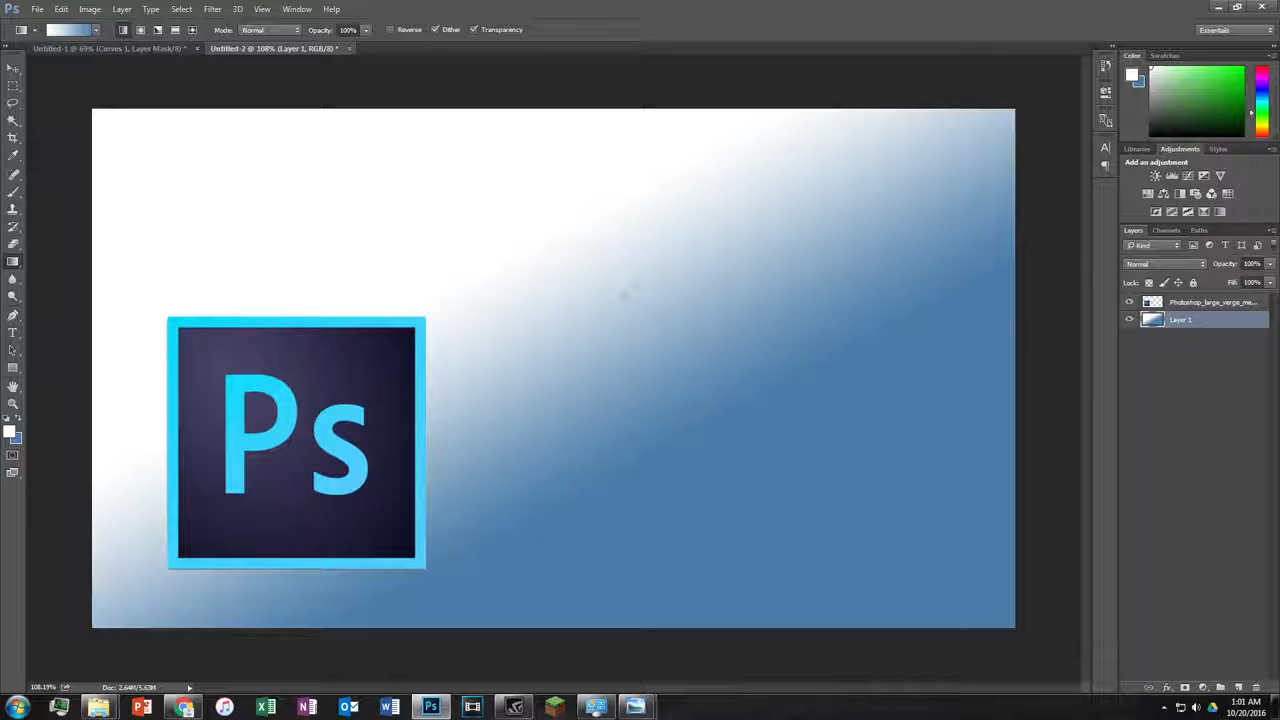 Ps File Edit Image Layer Type Select Filter 3D View Window Help
Mode: Normal Opacity: 100% Reverse Dither Transparency Essentials
Untitled-1 @ 69% (Curves 1, Layer Mask/8) * × Untitled-2 @ 108% (Layer 1, RGB/8) * ×
Color Swatches
Libraries Adjustments Styles
Add an adjustment
Layers Channels Paths
Kind
Normal Opacity: 100%
Lock: Fill: 100%
Photoshop_large_verge_me...
Layer 1
Ps
108.19% Doc: 2.64M/5.63M
1:01 AM
10/20/2016